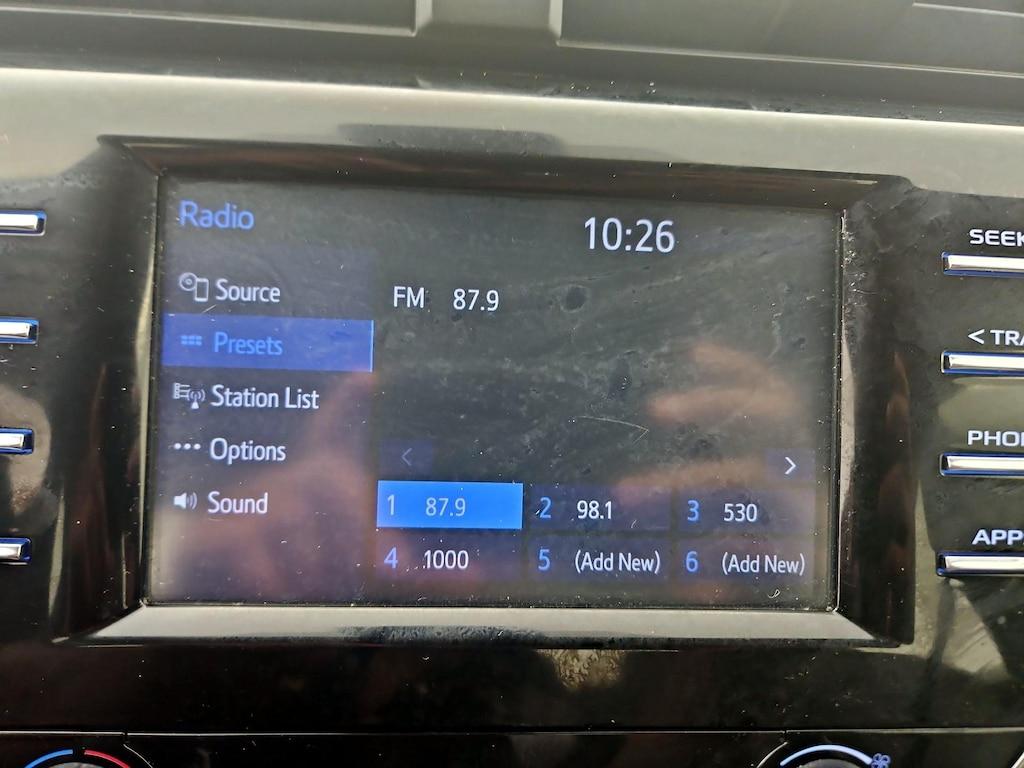 Radio
10:26
SEEK
Source
FM 87.9
Presets
< TRA
Station List
Options
PHO
<
>
Sound
1 87.9
2 98.1
3 530
APP
4 1000
5 (Add New)
6 (Add New)